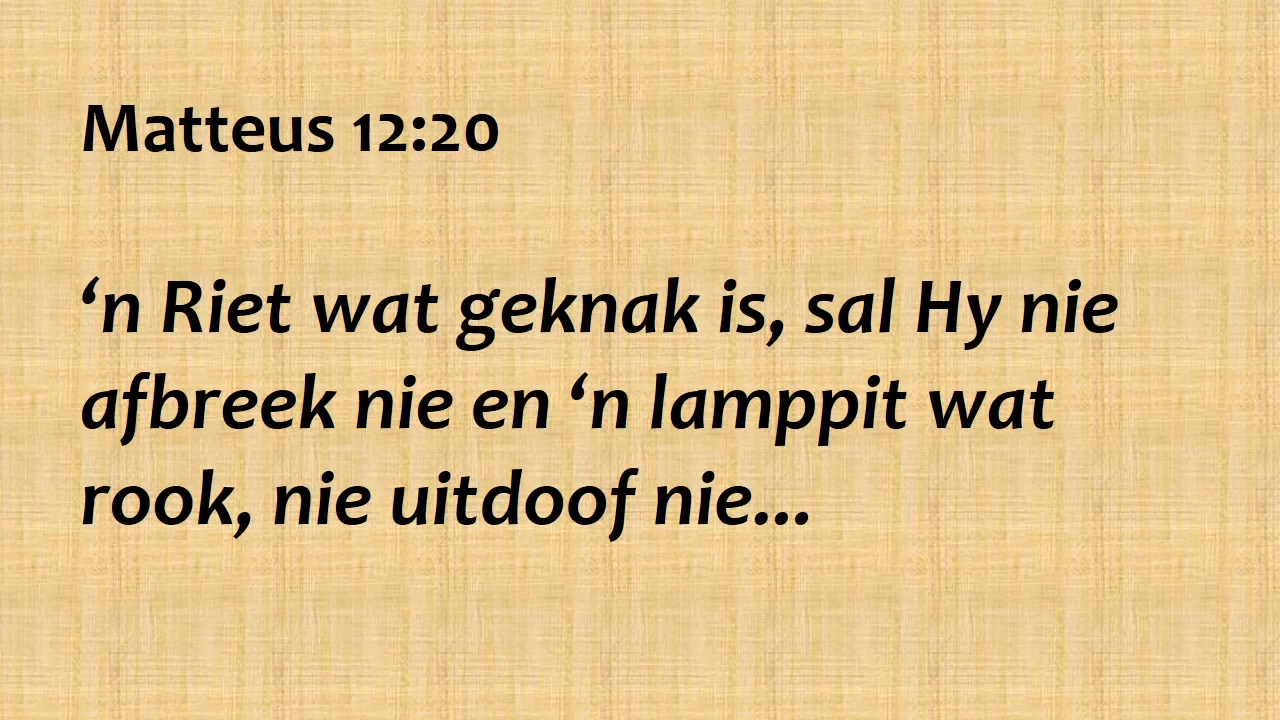 Matteus 12:20
‘n Riet wat geknak is, sal Hy nie
afbreek nie en ‘n lamppit wat
rook, nie uitdoof nie...